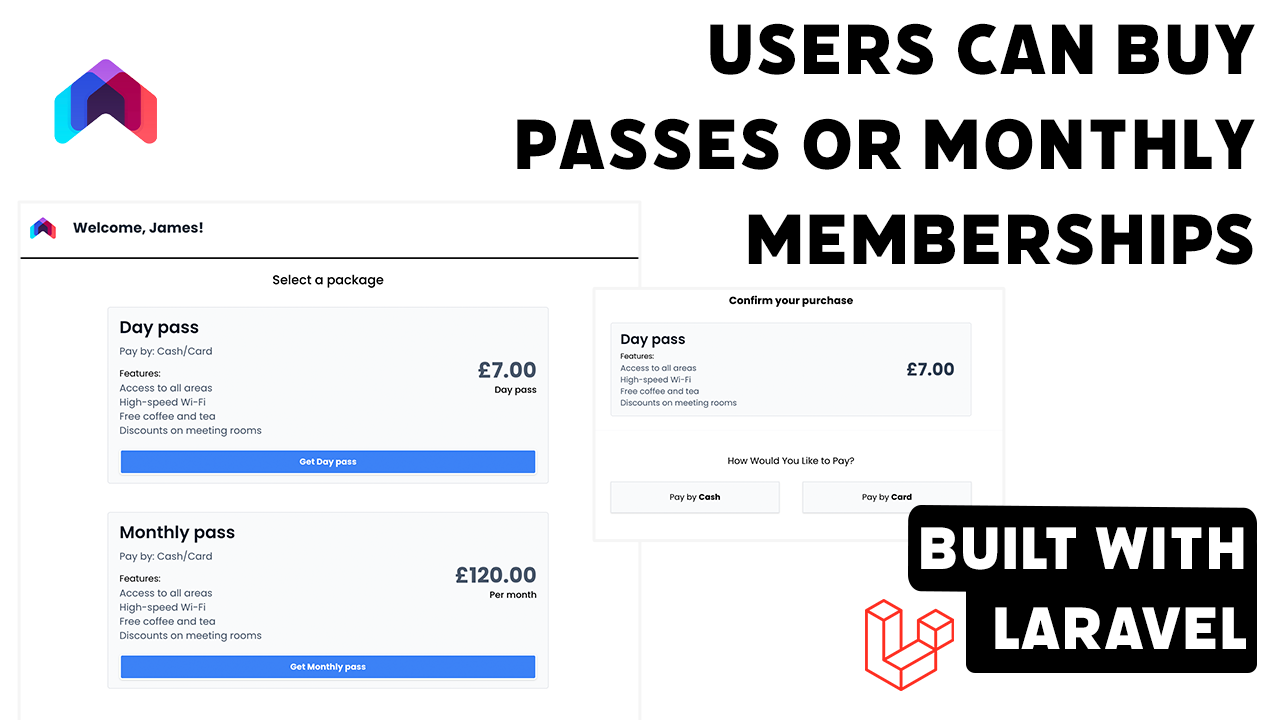 USERS CAN BUY
PASSES OR MONTHLY
MEMBERSHIPS
Welcome, James!
Select a package
Day pass
Pay by: Cash/Card
Features:
Access to all areas
High-speed Wi-Fi
Free coffee and tea
Discounts on meeting rooms
£7.00
Day pass
Get Day pass
Monthly pass
Pay by: Cash/Card
Features:
Access to all areas
High-speed Wi-Fi
Free coffee and tea
Discounts on meeting rooms
£120.00
Per month
Get Monthly pass
Confirm your purchase
Day pass
Features:
Access to all areas
High-speed Wi-Fi
Free coffee and tea
Discounts on meeting rooms
£7.00
How Would You Like to Pay?
Pay by Cash
Pay by Card
BUILT WITH
LARAVEL